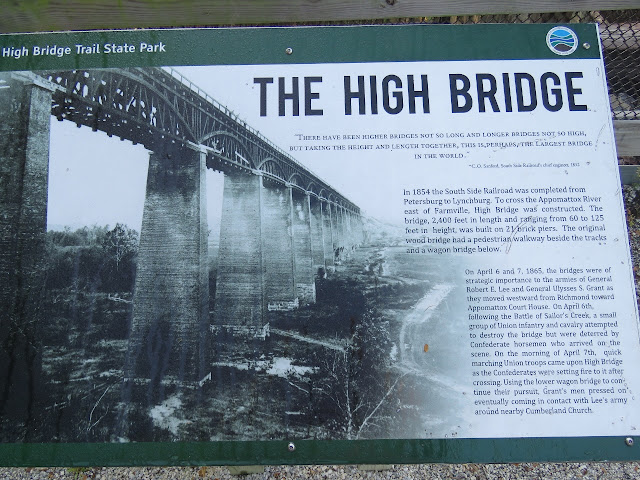 High Bridge Trail State Park
THE HIGH BRIDGE
"There have been higher bridges not so long and longer bridges not so high,
but taking the height and length together, this is, perhaps, the largest bridge
in the world."
~C.O. Sanford, South Side Railroad's chief engineer, 1854
In 1854 the South Side Railroad was completed from
Petersburg to Lynchburg. To cross the Appomattox River
east of Farmville, High Bridge was constructed. The
bridge, 2,400 feet in length and ranging from 60 to 125
feet in height, was built on 21 brick piers. The original
wood bridge had a pedestrian walkway beside the tracks
and a wagon bridge below.
On April 6 and 7, 1865, the bridges were of
strategic importance to the armies of General
Robert E. Lee and General Ulysses S. Grant as
they moved westward from Richmond toward
Appomattox Court House. On April 6th,
following the Battle of Sailor's Creek, a small
group of Union infantry and cavalry attempted
to destroy the bridge but were deterred by
Confederate horsemen who arrived on the
scene. On the morning of April 7th, quick
marching Union troops came upon High Bridge
as the Confederates were setting fire to it after
crossing. Using the lower wagon bridge to con-
tinue their pursuit, Grant's men pressed on
eventually coming in contact with Lee's army
around nearby Cumberland Church.